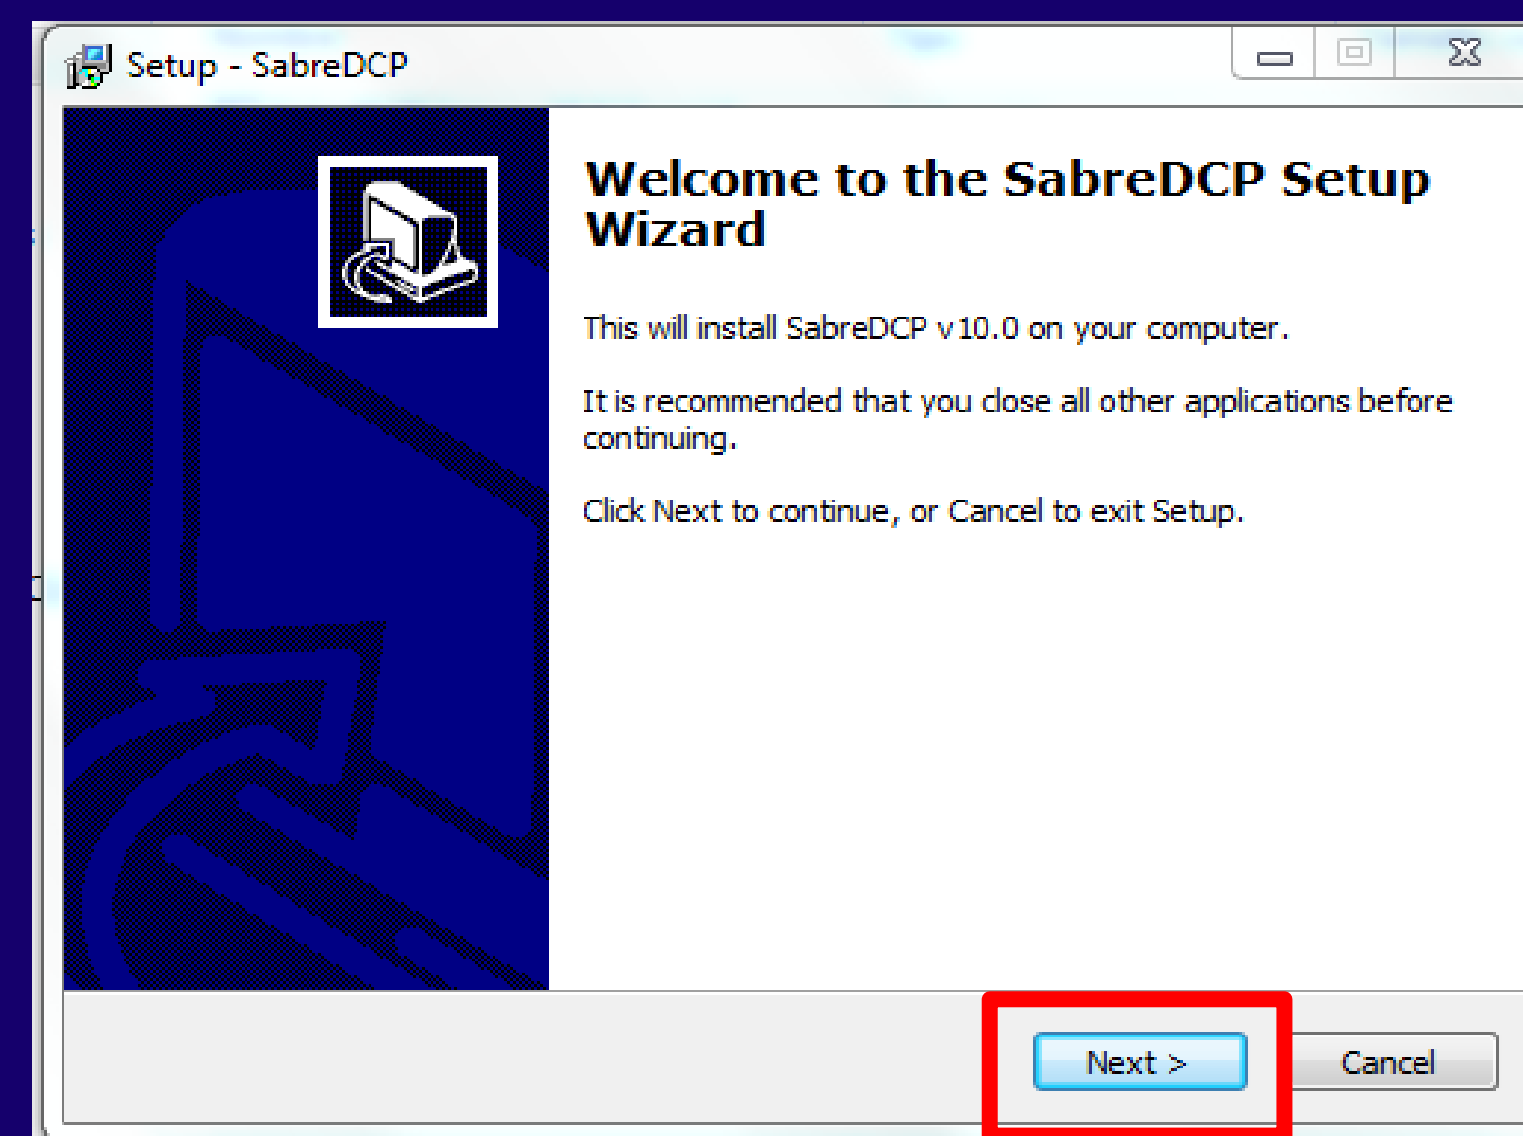 Setup - SabreDCP
Welcome to the SabreDCP Setup
Wizard
This will install SabreDCP v10.0 on your computer.
It is recommended that you close all other applications before
continuing.
Click Next to continue, or Cancel to exit Setup.
Next >
Cancel